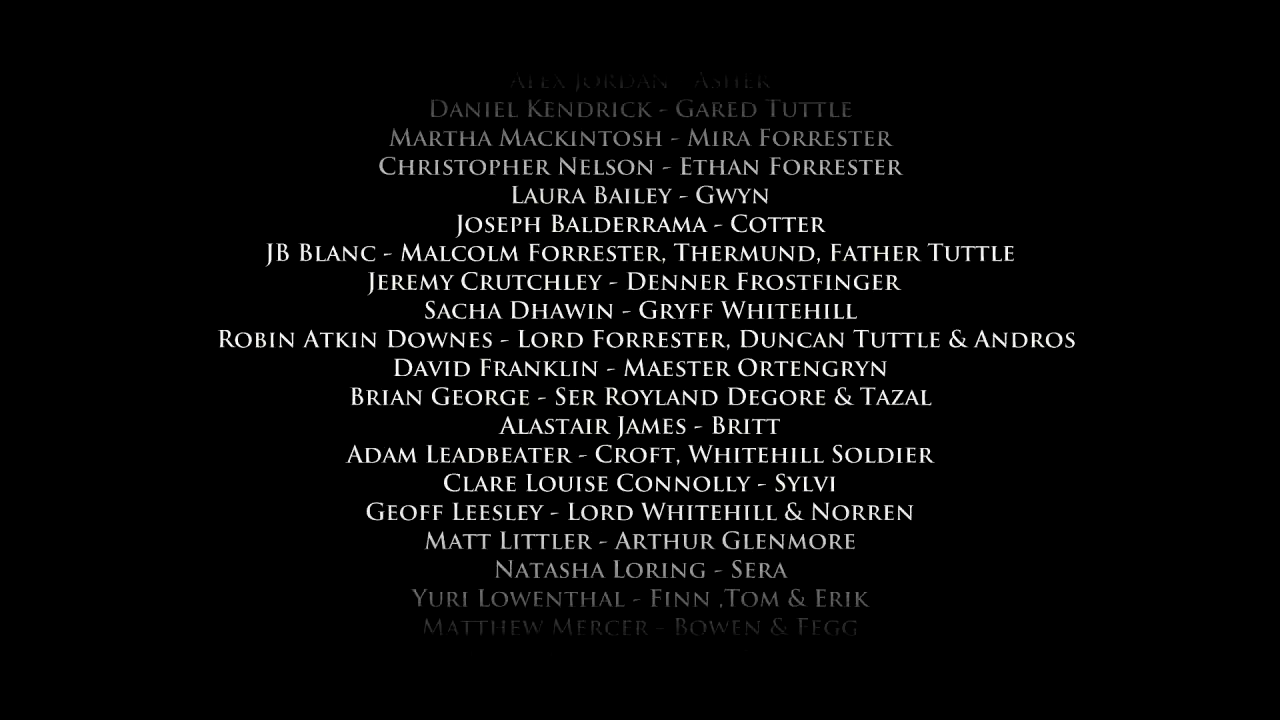 Alex Jordan - Asher
Daniel Kendrick - Gared Tuttle
Martha Mackintosh - Mira Forrester
Christopher Nelson - Ethan Forrester
Laura Bailey - Gwyn
Joseph Balderrama - Cotter
JB Blanc - Malcolm Forrester, Thermund, Father Tuttle
Jeremy Crutchley - Denner Frostfinger
Sacha Dhawin - Gryff Whitehill
Robin Atkin Downes - Lord Forrester, Duncan Tuttle & Andros
David Franklin - Maester Ortengryn
Brian George - Ser Royland Degore & Tazal
Alastair James - Britt
Adam Leadbeater - Croft, Whitehill Soldier
Clare Louise Connolly - Sylvi
Geoff Leesley - Lord Whitehill & Norren
Matt Littler - Arthur Glenmore
Natasha Loring - Sera
Yuri Lowenthal - Finn ,Tom & Erik
Matthew Mercer - Bowen & Fegg